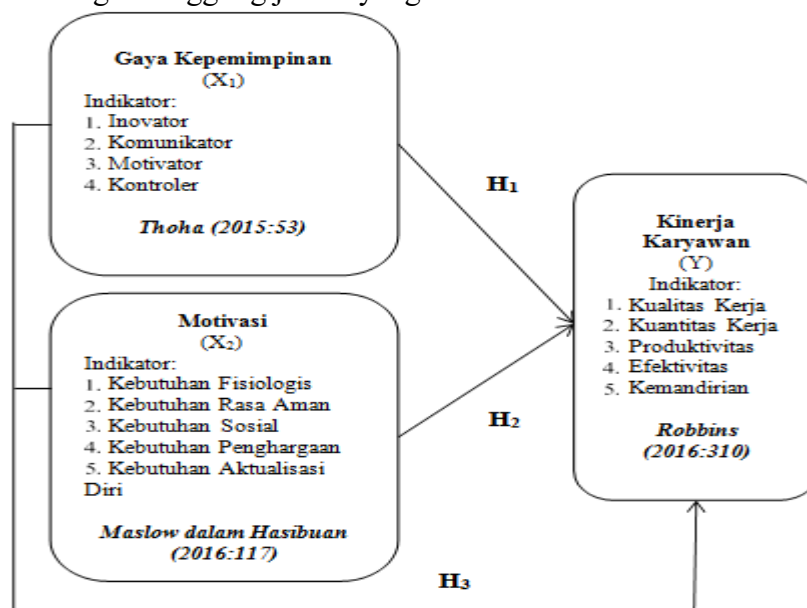 Gaya Kepemimpinan
(X₁)
Indikator:
1. Inovator
2. Komunikator
3. Motivator
4. Kontroler
Thoha (2015:53)
H₁
Motivasi
(X₂)
Indikator:
1. Kebutuhan Fisiologis
2. Kebutuhan Rasa Aman
3. Kebutuhan Sosial
4. Kebutuhan Penghargaan
5. Kebutuhan Aktualisasi
Diri
Maslow dalam Hasibuan
(2016:117)
H₂
Kinerja
Karyawan
(Y)
Indikator:
1. Kualitas Kerja
2. Kuantitas Kerja
3. Produktivitas
4. Efektivitas
5. Kemandirian
Robbins
(2016:310)
H₃